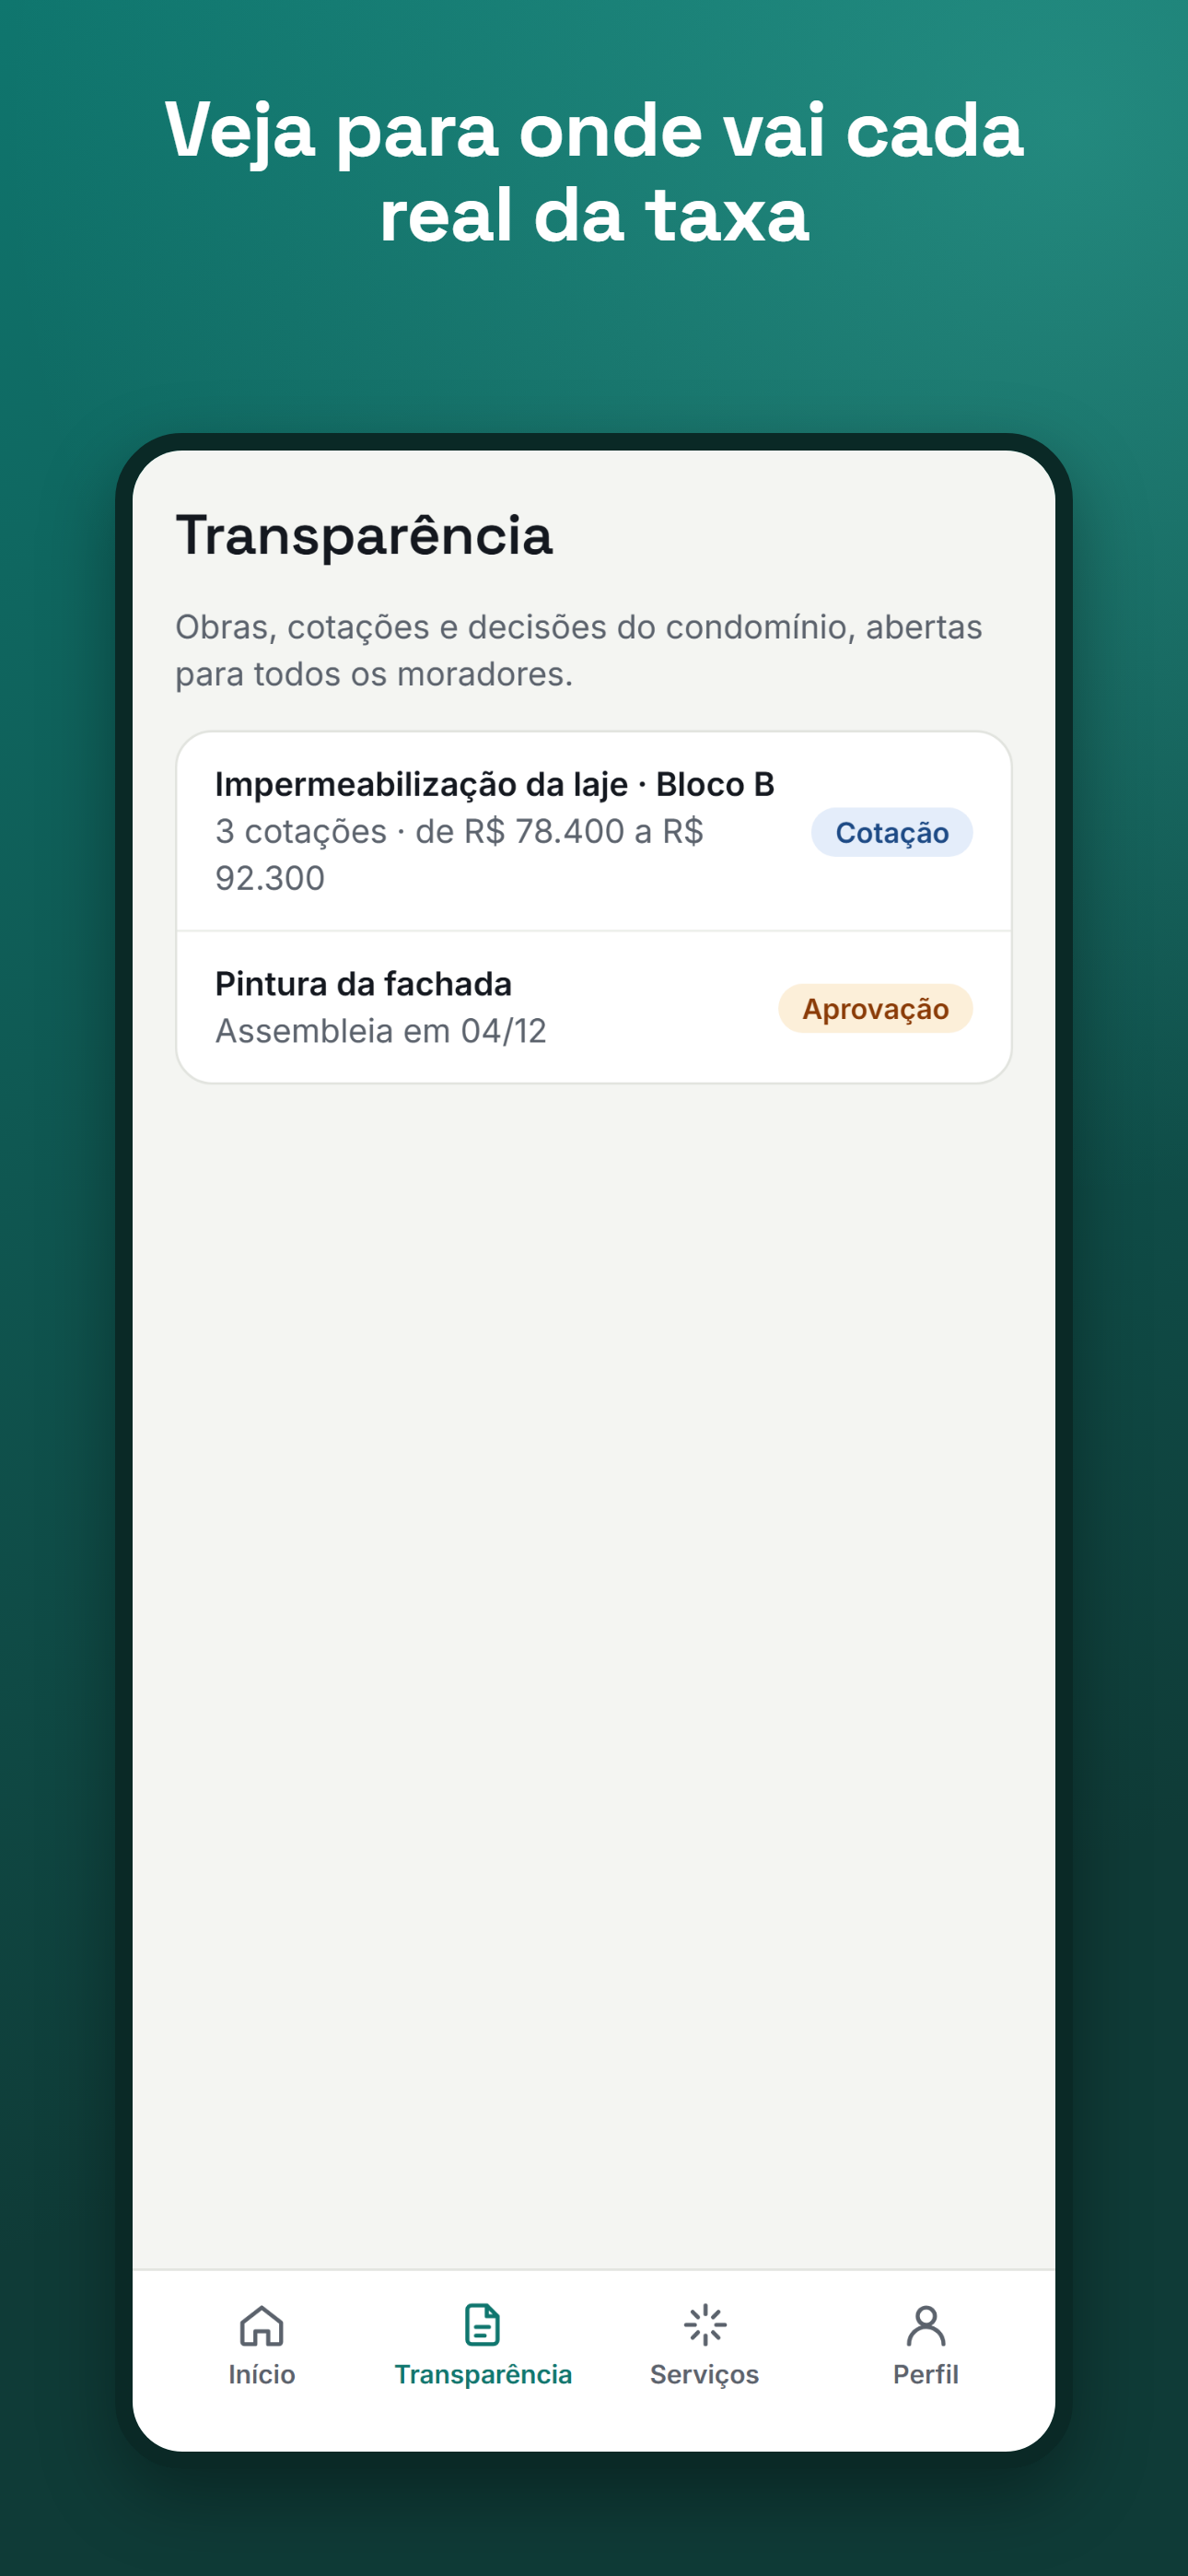 Veja para onde vai cada
real da taxa
Transparência
Obras, cotações e decisões do condomínio, abertas
para todos os moradores.
Impermeabilização da laje · Bloco B
3 cotações · de R$ 78.400 a R$
92.300
Cotação
Pintura da fachada
Assembleia em 04/12
Aprovação
Início
Transparência
Serviços
Perfil